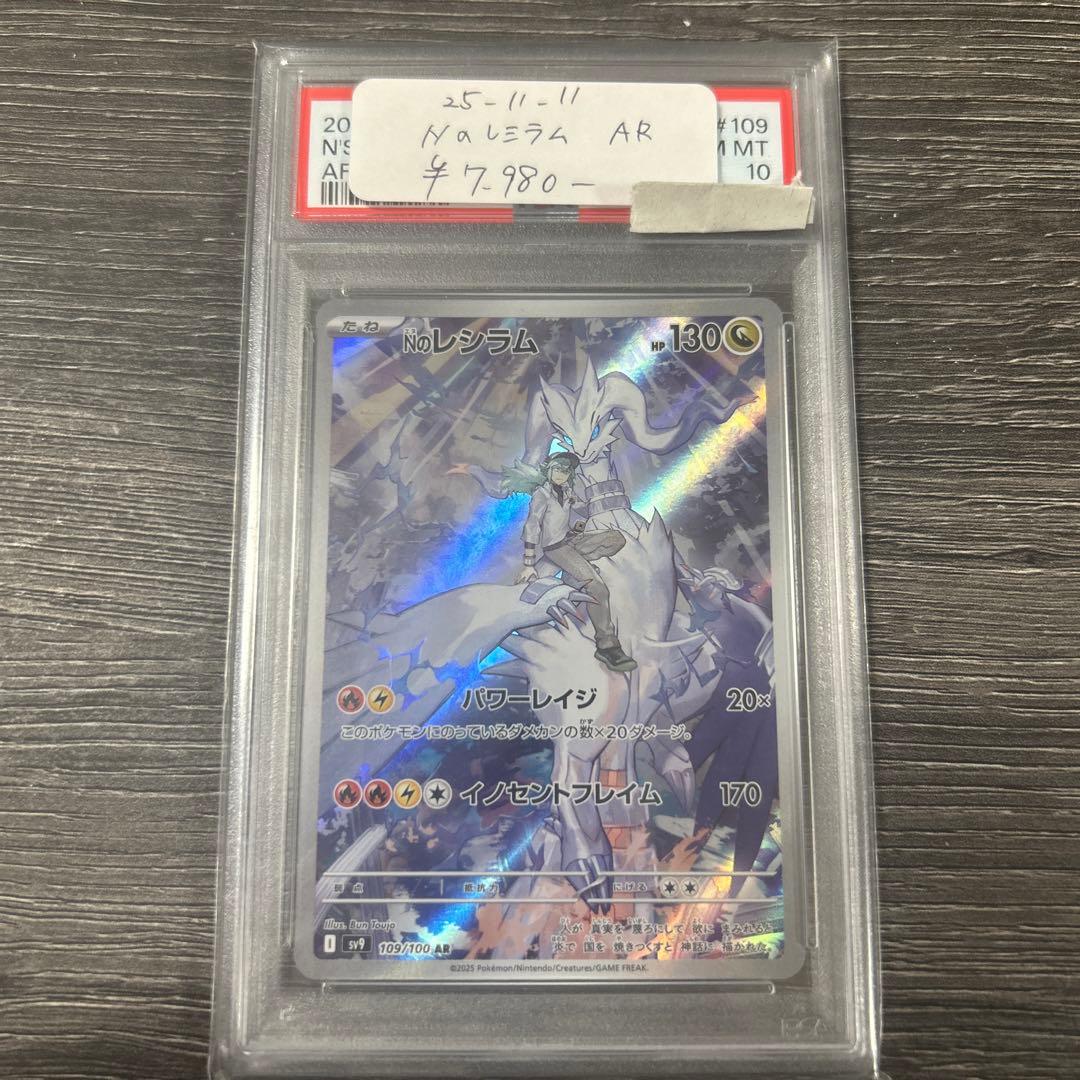 25-11-11
Nのレシラム AR
¥7,980-
#109
MT
10
たね
Nのレシラム
HP 130
パワーレイジ 20×
このポケモンにのっているダメカンの数×20ダメージ。
イノセントフレイム 170
弱点 抵抗力 にげる
Illus. Bun Toujo
人が真実を蔑ろにして欲にまみれると
炎で国を焼きつくすと神話に描かれた。
I sv9 109/100 AR
©2025 Pokémon/Nintendo/Creatures/GAME FREAK.
PSA